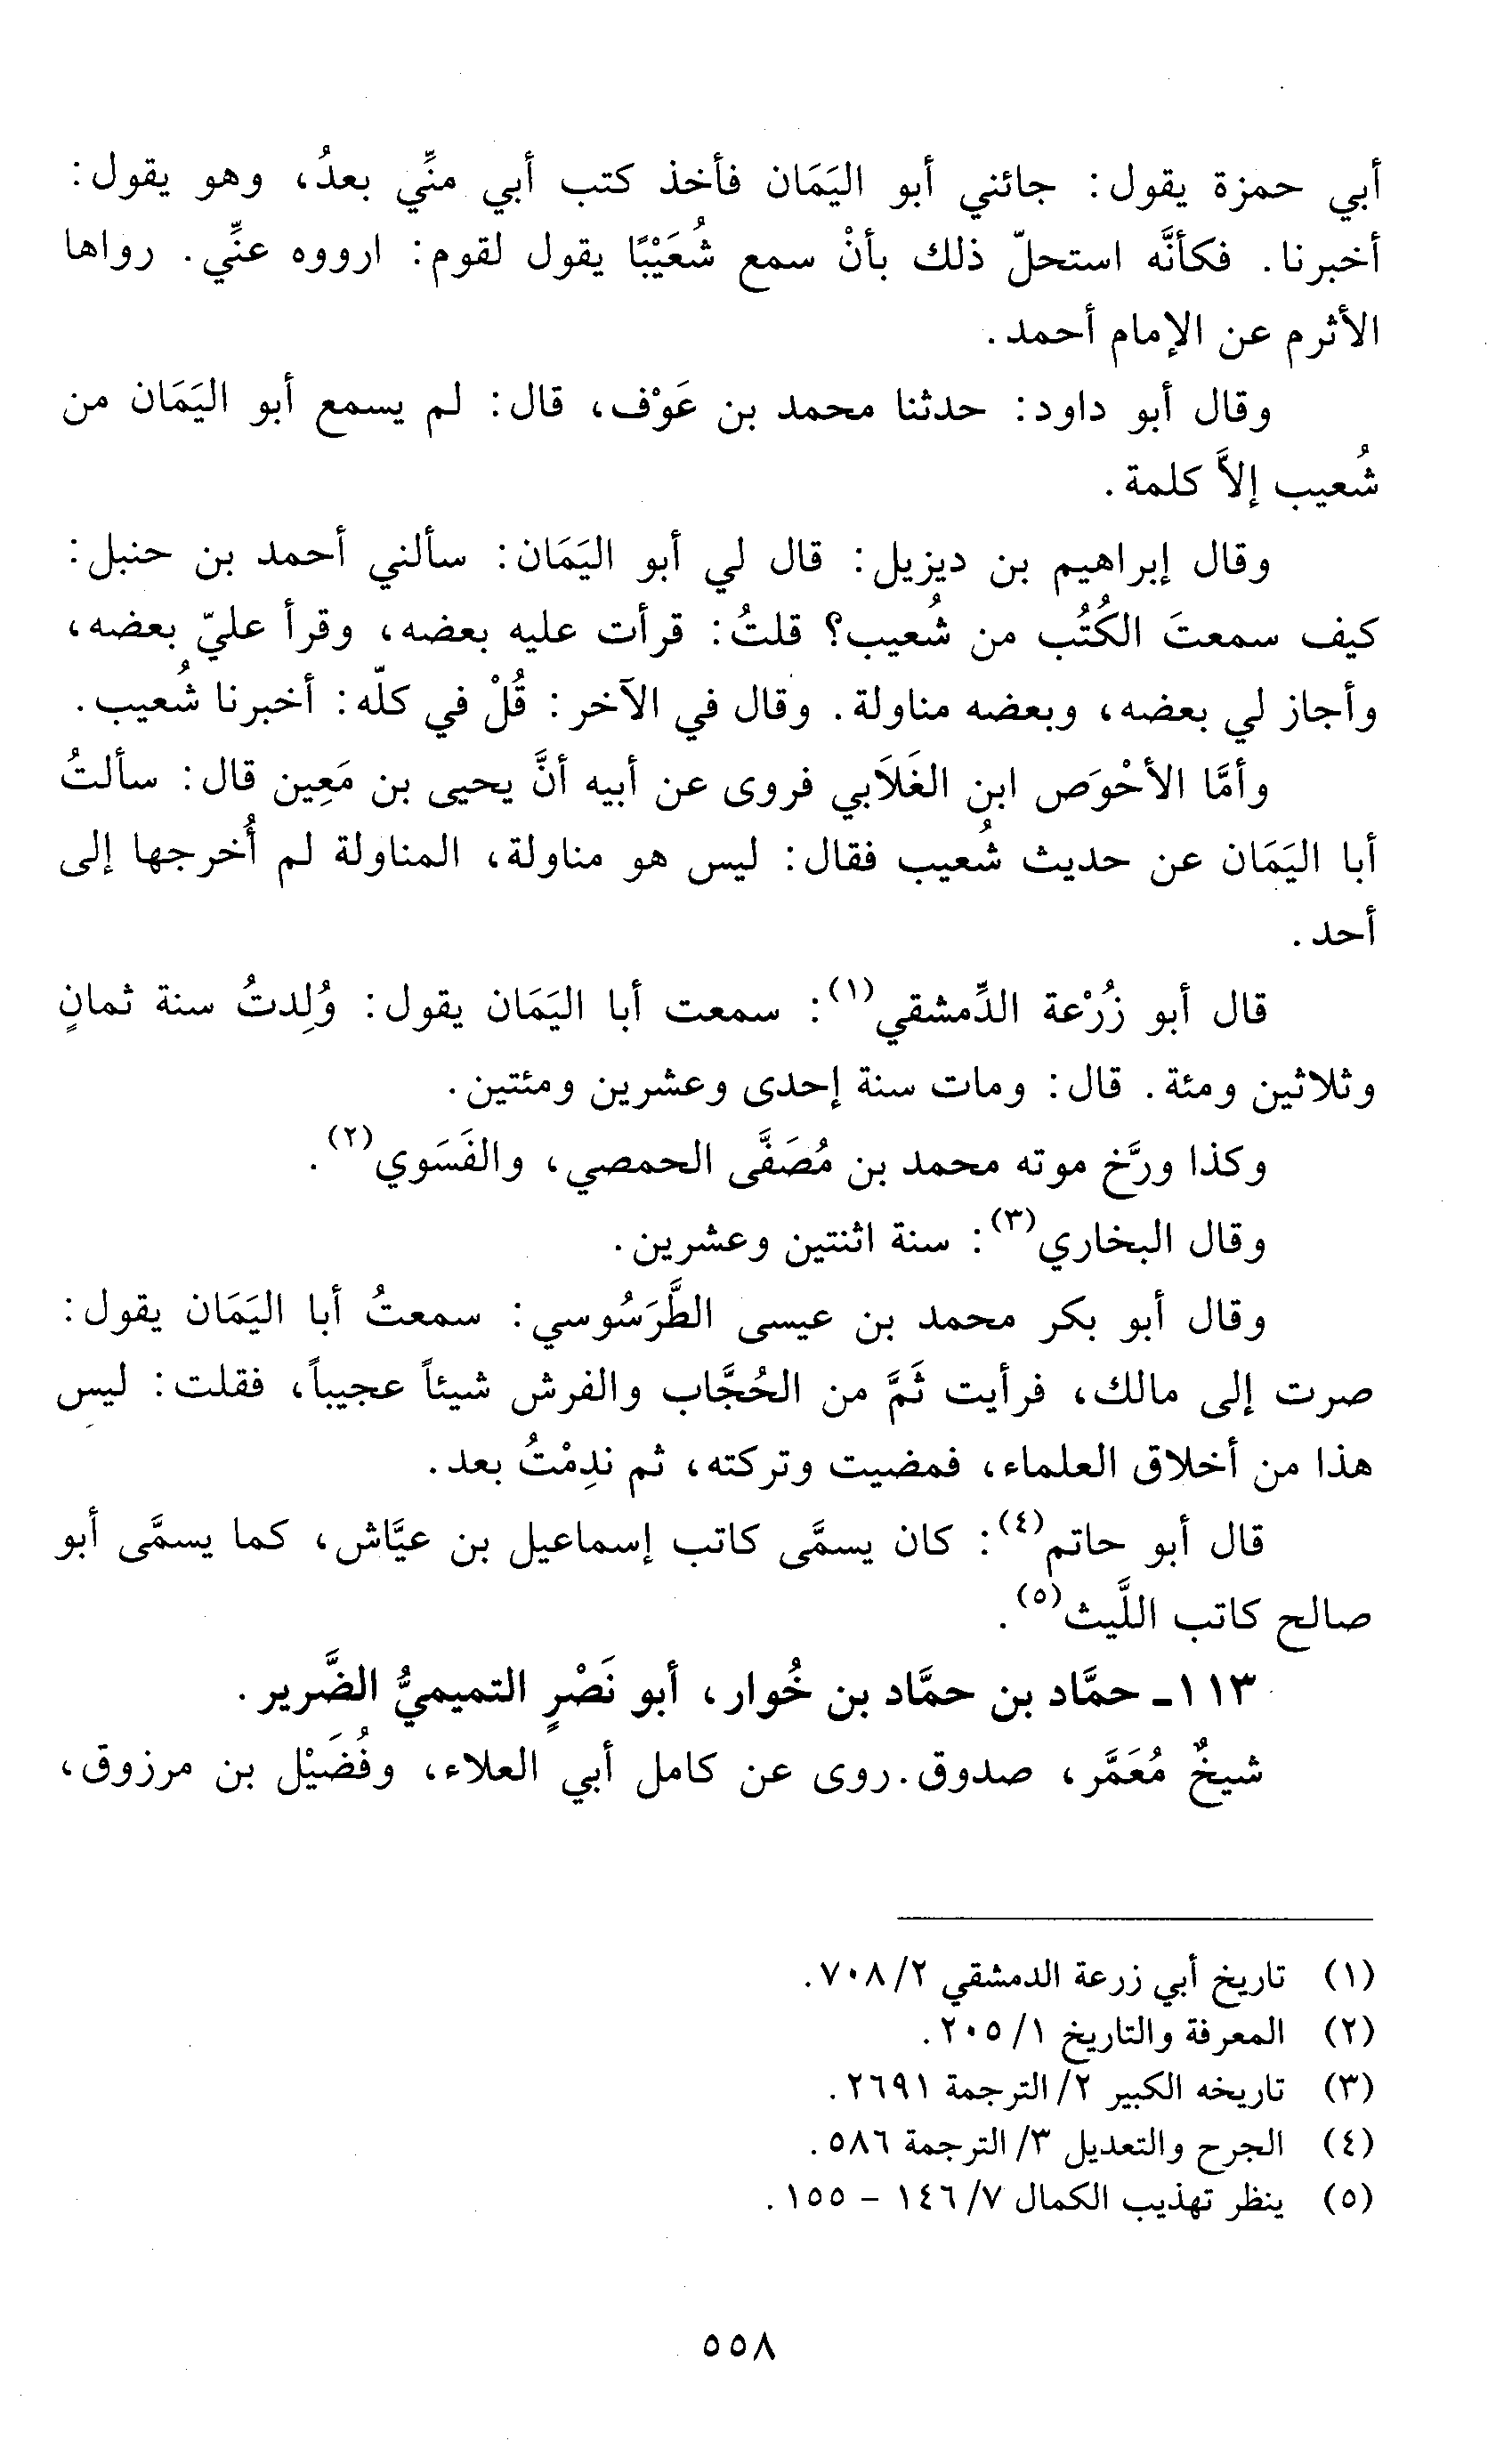 أبي حمزة يقول: جائني أبو اليَمَان فأخذ كتب أبي منِّي بعدُ، وهو يقول:
أخبرنا. فكأنَّه استحلّ ذلك بأنْ سمع شُعَيْبًا يقول لقوم: ارووه عنِّي. رواها
الأثرم عن الإمام أحمد.
وقال أبو داود: حدثنا محمد بن عَوْف، قال: لم يسمع أبو اليَمَان من
شُعيب إلاَّ كلمة.
وقال إبراهيم بن ديزيل: قال لي أبو اليَمَان: سألني أحمد بن حنبل:
كيف سمعتَ الكُتُب من شُعيب؟ قلتُ: قرأت عليه بعضه، وقرأ عليّ بعضه،
وأجاز لي بعضه، وبعضه مناولة. وقال في الآخر: قُلْ في كلّه: أخبرنا شُعيب.
وأمَّا الأحْوَص ابن الغَلاَبي فروى عن أبيه أنَّ يحيى بن مَعِين قال: سألتُ
أبا اليَمَان عن حديث شُعيب فقال: ليس هو مناولة، المناولة لم أُخرجها إلى
أحد.
قال أبو زُرْعة الدِّمشقي(١): سمعت أبا اليَمَان يقول: وُلِدتُ سنة ثمانٍ
وثلاثين ومئة. قال: ومات سنة إحدى وعشرين ومئتين.
وكذا ورَّخ موته محمد بن مُصَفَّى الحمصي، والفَسَوي(٢).
وقال البخاري(٣): سنة اثنتين وعشرين.
وقال أبو بكر محمد بن عيسى الطَّرَسُوسي: سمعتُ أبا اليَمَان يقول:
صرت إلى مالك، فرأيت ثَمَّ من الحُجَّاب والفرش شيئاً عجيباً، فقلت: ليس
هذا من أخلاق العلماء، فمضيت وتركته، ثم ندِمْتُ بعد.
قال أبو حاتم(٤): كان يسمَّى كاتب إسماعيل بن عيَّاش، كما يسمَّى أبو
صالح كاتب اللَّيث(٥).
١١٣ـ حمَّاد بن حمَّاد بن خُوار، أبو نَصْرٍ التميميُّ الضَّرير.
شيخٌ مُعَمَّر، صدوق. روى عن كامل أبي العلاء، وفُضَيْل بن مرزوق،
(١) تاريخ أبي زرعة الدمشقي ٢/ ٧٠٨.
(٢) المعرفة والتاريخ ١/ ٢٠٥.
(٣) تاريخه الكبير ٢/ الترجمة ٢٦٩١.
(٤) الجرح والتعديل ٣/ الترجمة ٥٨٦.
(٥) ينظر تهذيب الكمال ٧/ ١٤٦ - ١٥٥.
٥٥٨